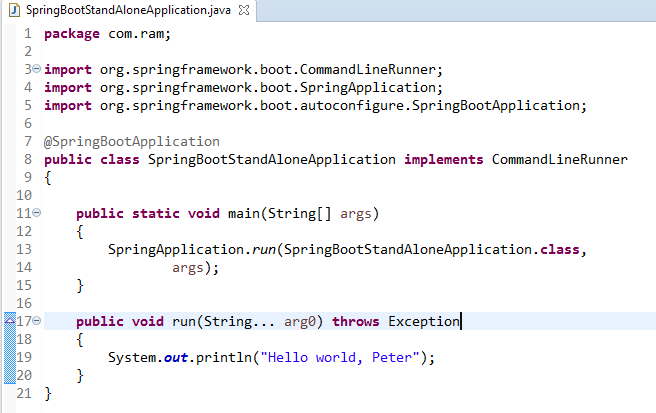 SpringBootStandAloneApplication.java
1 package com.ram;
2
3 import org.springframework.boot.CommandLineRunner;
4 import org.springframework.boot.SpringApplication;
5 import org.springframework.boot.autoconfigure.SpringBootApplication;
6
7 @SpringBootApplication
8 public class SpringBootStandAloneApplication implements CommandLineRunner
9 {
10
11     public static void main(String[] args)
12     {
13         SpringApplication.run(SpringBootStandAloneApplication.class,
14                 args);
15     }
16
17     public void run(String... arg0) throws Exception
18     {
19         System.out.println("Hello world, Peter");
20     }
21 }